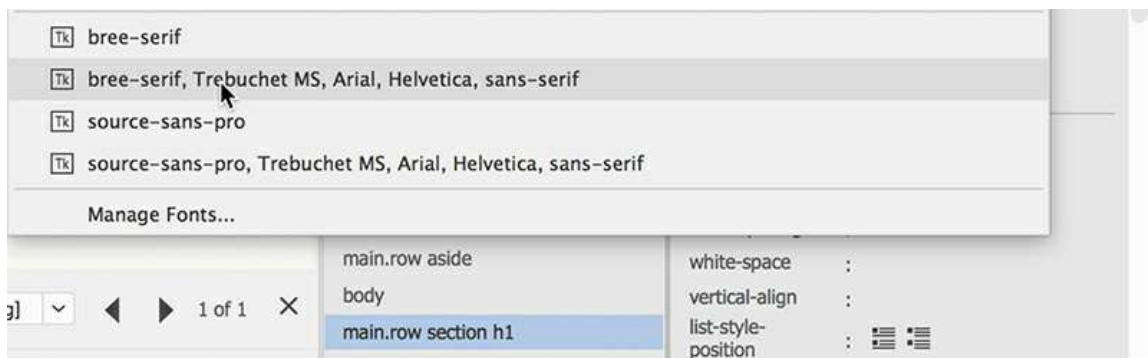 Tk bree-serif
Tk bree-serif, Trebuchet MS, Arial, Helvetica, sans-serif
Tk source-sans-pro
Tk source-sans-pro, Trebuchet MS, Arial, Helvetica, sans-serif
Manage Fonts...
main.row aside
body
main.row section h1
g]
1 of 1
white-space :
vertical-align :
list-style-
position :